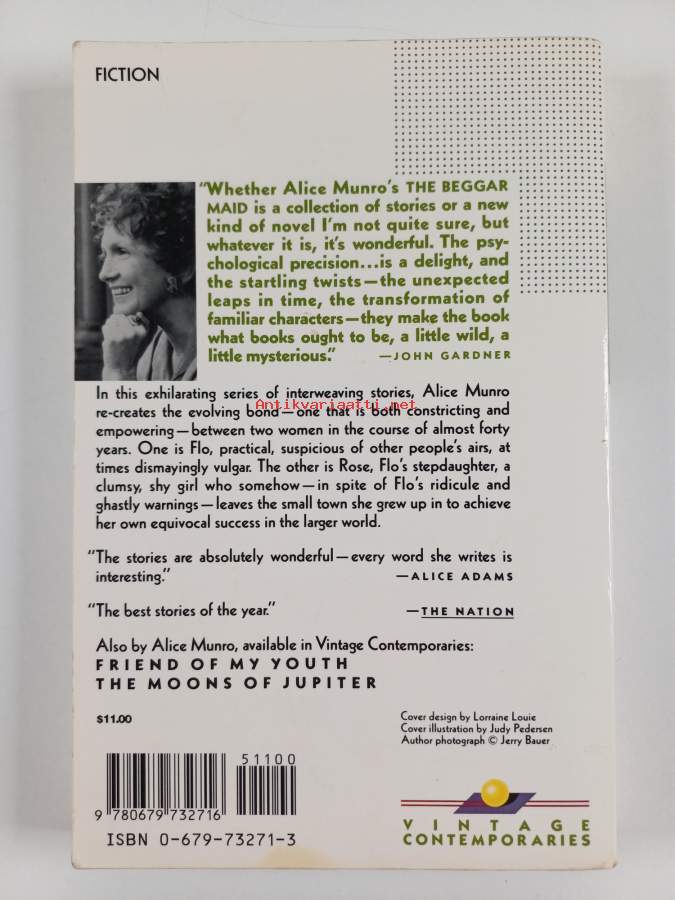 FICTION
“Whether Alice Munro's THE BEGGAR
MAID is a collection of stories or a new
kind of novel I'm not quite sure, but
whatever it is, it's wonderful. The psy-
chological precision...is a delight, and
the startling twists—the unexpected
leaps in time, the transformation of
familiar characters—they make the book
what books ought to be, a little wild, a
little mysterious.” —JOHN GARDNER
In this exhilarating series of interweaving stories, Alice Munro
re-creates the evolving bond—one that is both constricting and
Antikvariaatti.net
empowering—between two women in the course of almost forty
years. One is Flo, practical, suspicious of other people's airs, at
times dismayingly vulgar. The other is Rose, Flo's stepdaughter, a
clumsy, shy girl who somehow—in spite of Flo's ridicule and
ghastly warnings—leaves the small town she grew up in to achieve
her own equivocal success in the larger world.
“The stories are absolutely wonderful—every word she writes is
interesting.” —ALICE ADAMS
“The best stories of the year.” —THE NATION
Also by Alice Munro, available in Vintage Contemporaries:
FRIEND OF MY YOUTH
THE MOONS OF JUPITER
$11.00
Cover design by Lorraine Louie
Cover illustration by Judy Pedersen
Author photograph © Jerry Bauer
51100
9 780679 732716
ISBN 0-679-73271-3
VINTAGE
CONTEMPORARIES